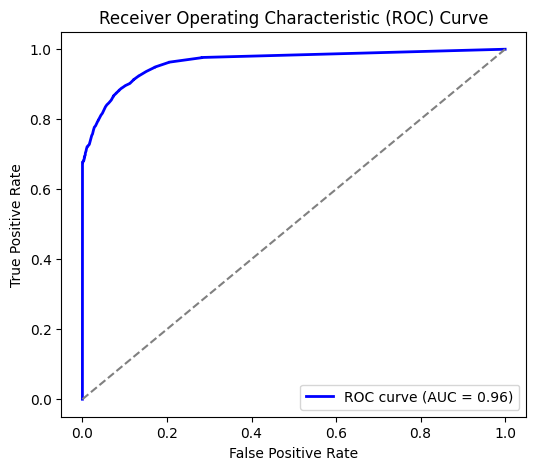 Receiver Operating Characteristic (ROC) Curve
True Positive Rate
1.0
0.8
0.6
0.4
0.2
0.0
ROC curve (AUC = 0.96)
0.0 0.2 0.4 0.6 0.8 1.0
False Positive Rate